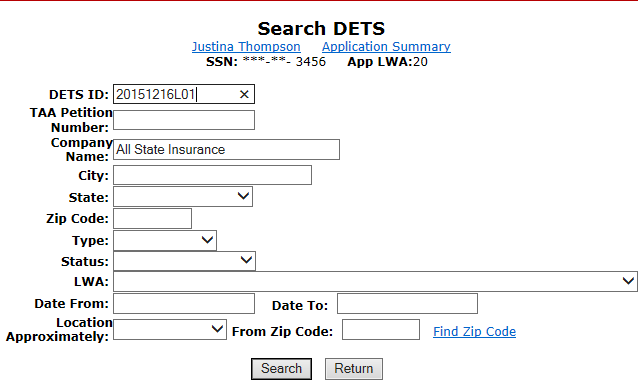 Search DETS
Justina Thompson Application Summary
SSN: ***-**- 3456 App LWA:20
DETS ID: 20151216L01 ×
TAA Petition
Number:
Company
Name: All State Insurance
City:
State:
Zip Code:
Type:
Status:
LWA:
Date From: Date To:
Location
Approximately: From Zip Code: Find Zip Code
Search Return